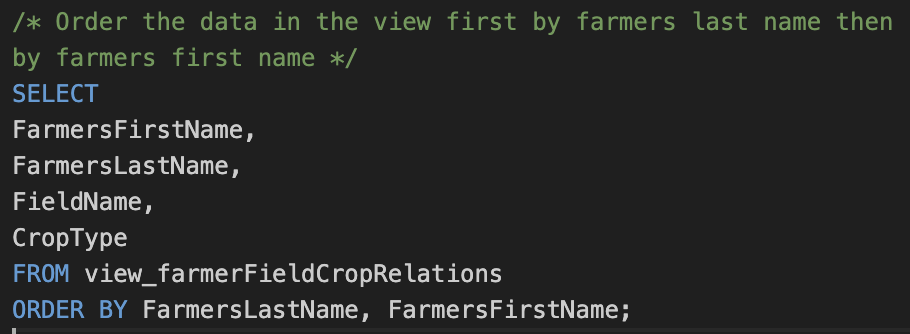 /* Order the data in the view first by farmers last name then
by farmers first name */
SELECT
FarmersFirstName,
FarmersLastName,
FieldName,
CropType
FROM view_farmerFieldCropRelations
ORDER BY FarmersLastName, FarmersFirstName;